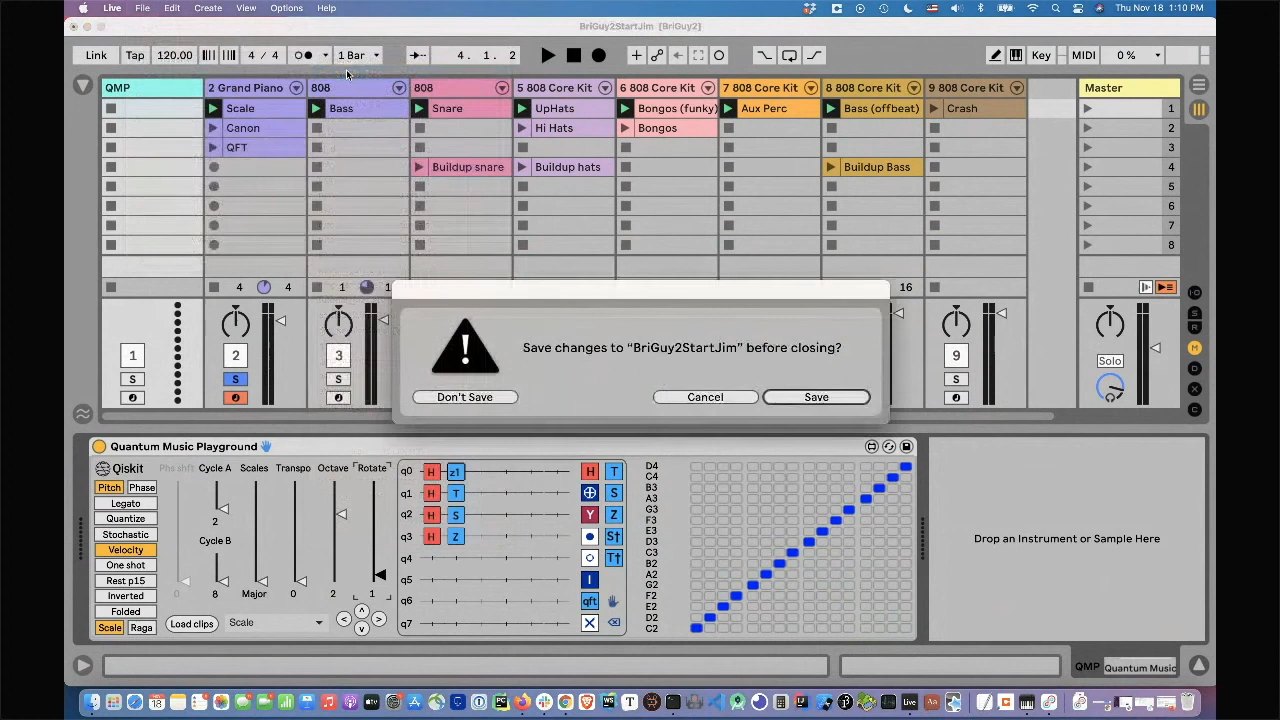 Live File Edit Create View Options Help Thu Nov 18 1:10 PM
BriGuy2StartJim [BriGuy2]
Link Tap 120.00 4 / 4 1 Bar 4. 1. 2 Key MIDI 0 %
QMP 2 Grand Piano 808 808 5 808 Core Kit 6 808 Core Kit 7 808 Core Kit 8 808 Core Kit 9 808 Core Kit Master
Scale Bass Snare UpHats Bongos (funky) Aux Perc Bass (offbeat) Crash 1
Canon Hi Hats Bongos 2
QFT 3
Buildup snare Buildup hats Buildup Bass 4
5
6
7
8
4 4 1 1 16
Save changes to “BriGuy2StartJim” before closing?
Don't Save Cancel Save
1 2 3 9 Solo
S S S S
I-O
S
R
M
D
X
C
Quantum Music Playground
Qiskit Phs shft Cycle A Scales Transpo Octave Rotate
Pitch Phase
Legato
Quantize
Stochastic
Velocity
One shot
Rest p15
Inverted
Folded
Scale Raga
2
Cycle B
0 8 Major 0 2 1
Load clips Scale
q0 H z1 H T
q1 H T S
q2 H S Y Z
q3 H Z S†
q4 T†
q5 I
q6 qft
q7
D4
C4
B3
A3
G3
F3
E3
D3
C3
B2
A2
G2
F2
E2
D2
C2
Drop an Instrument or Sample Here
QMP Quantum Music